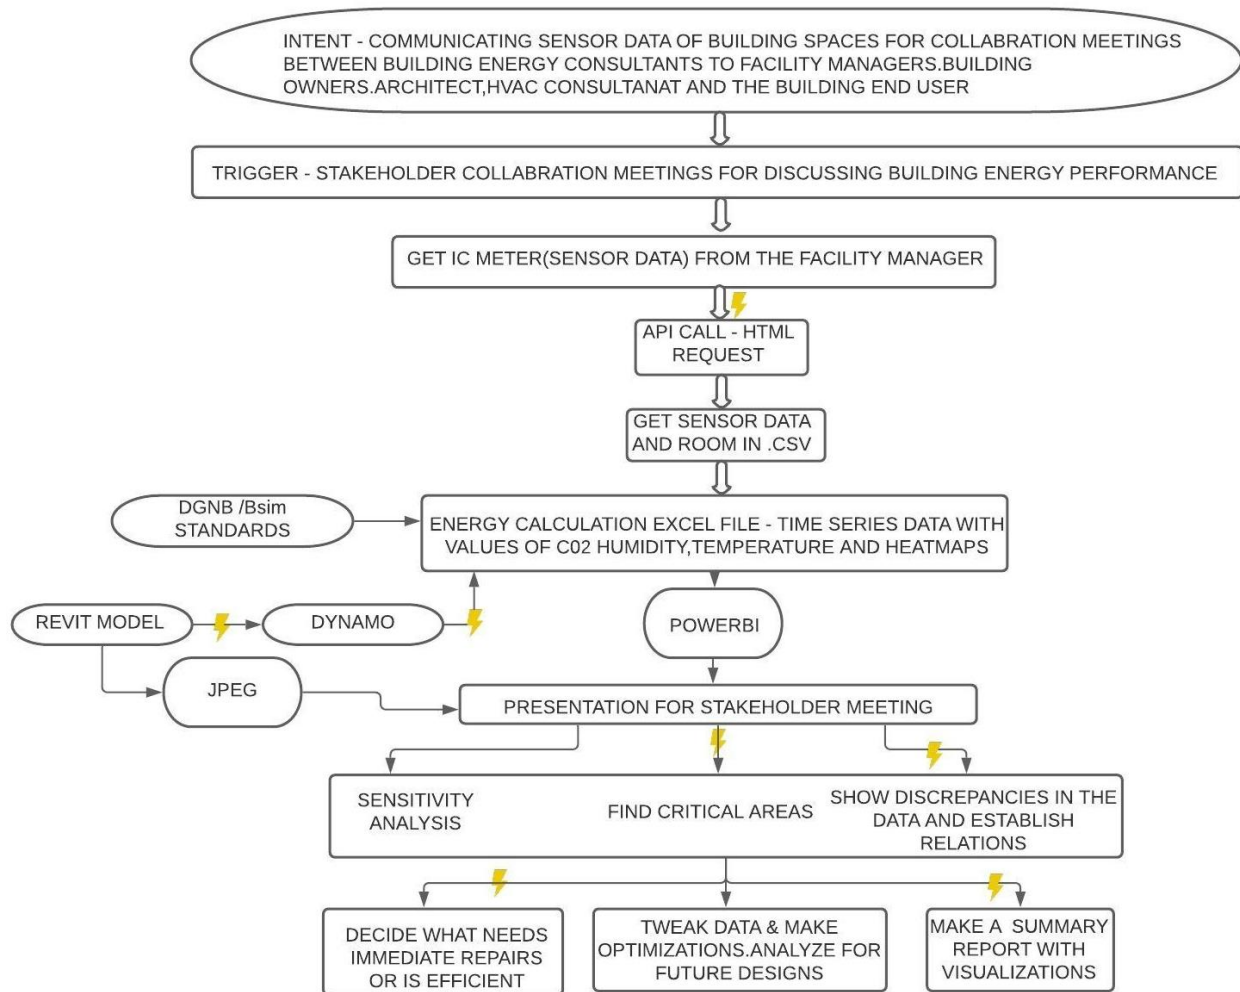 INTENT - COMMUNICATING SENSOR DATA OF BUILDING SPACES FOR COLLABRATION MEETINGS
BETWEEN BUILDING ENERGY CONSULTANTS TO FACILITY MANAGERS.BUILDING
OWNERS.ARCHITECT,HVAC CONSULTANAT AND THE BUILDING END USER
TRIGGER - STAKEHOLDER COLLABRATION MEETINGS FOR DISCUSSING BUILDING ENERGY PERFORMANCE
GET IC METER(SENSOR DATA) FROM THE FACILITY MANAGER
API CALL - HTML
REQUEST
GET SENSOR DATA
AND ROOM IN .CSV
DGNB /Bsim
STANDARDS
ENERGY CALCULATION EXCEL FILE - TIME SERIES DATA WITH
VALUES OF C02 HUMIDITY,TEMPERATURE AND HEATMAPS
REVIT MODEL
DYNAMO
POWERBI
JPEG
PRESENTATION FOR STAKEHOLDER MEETING
SENSITIVITY
ANALYSIS
FIND CRITICAL AREAS
SHOW DISCREPANCIES IN THE
DATA AND ESTABLISH
RELATIONS
DECIDE WHAT NEEDS
IMMEDIATE REPAIRS
OR IS EFFICIENT
TWEAK DATA & MAKE
OPTIMIZATIONS.ANALYZE FOR
FUTURE DESIGNS
MAKE A SUMMARY
REPORT WITH
VISUALIZATIONS